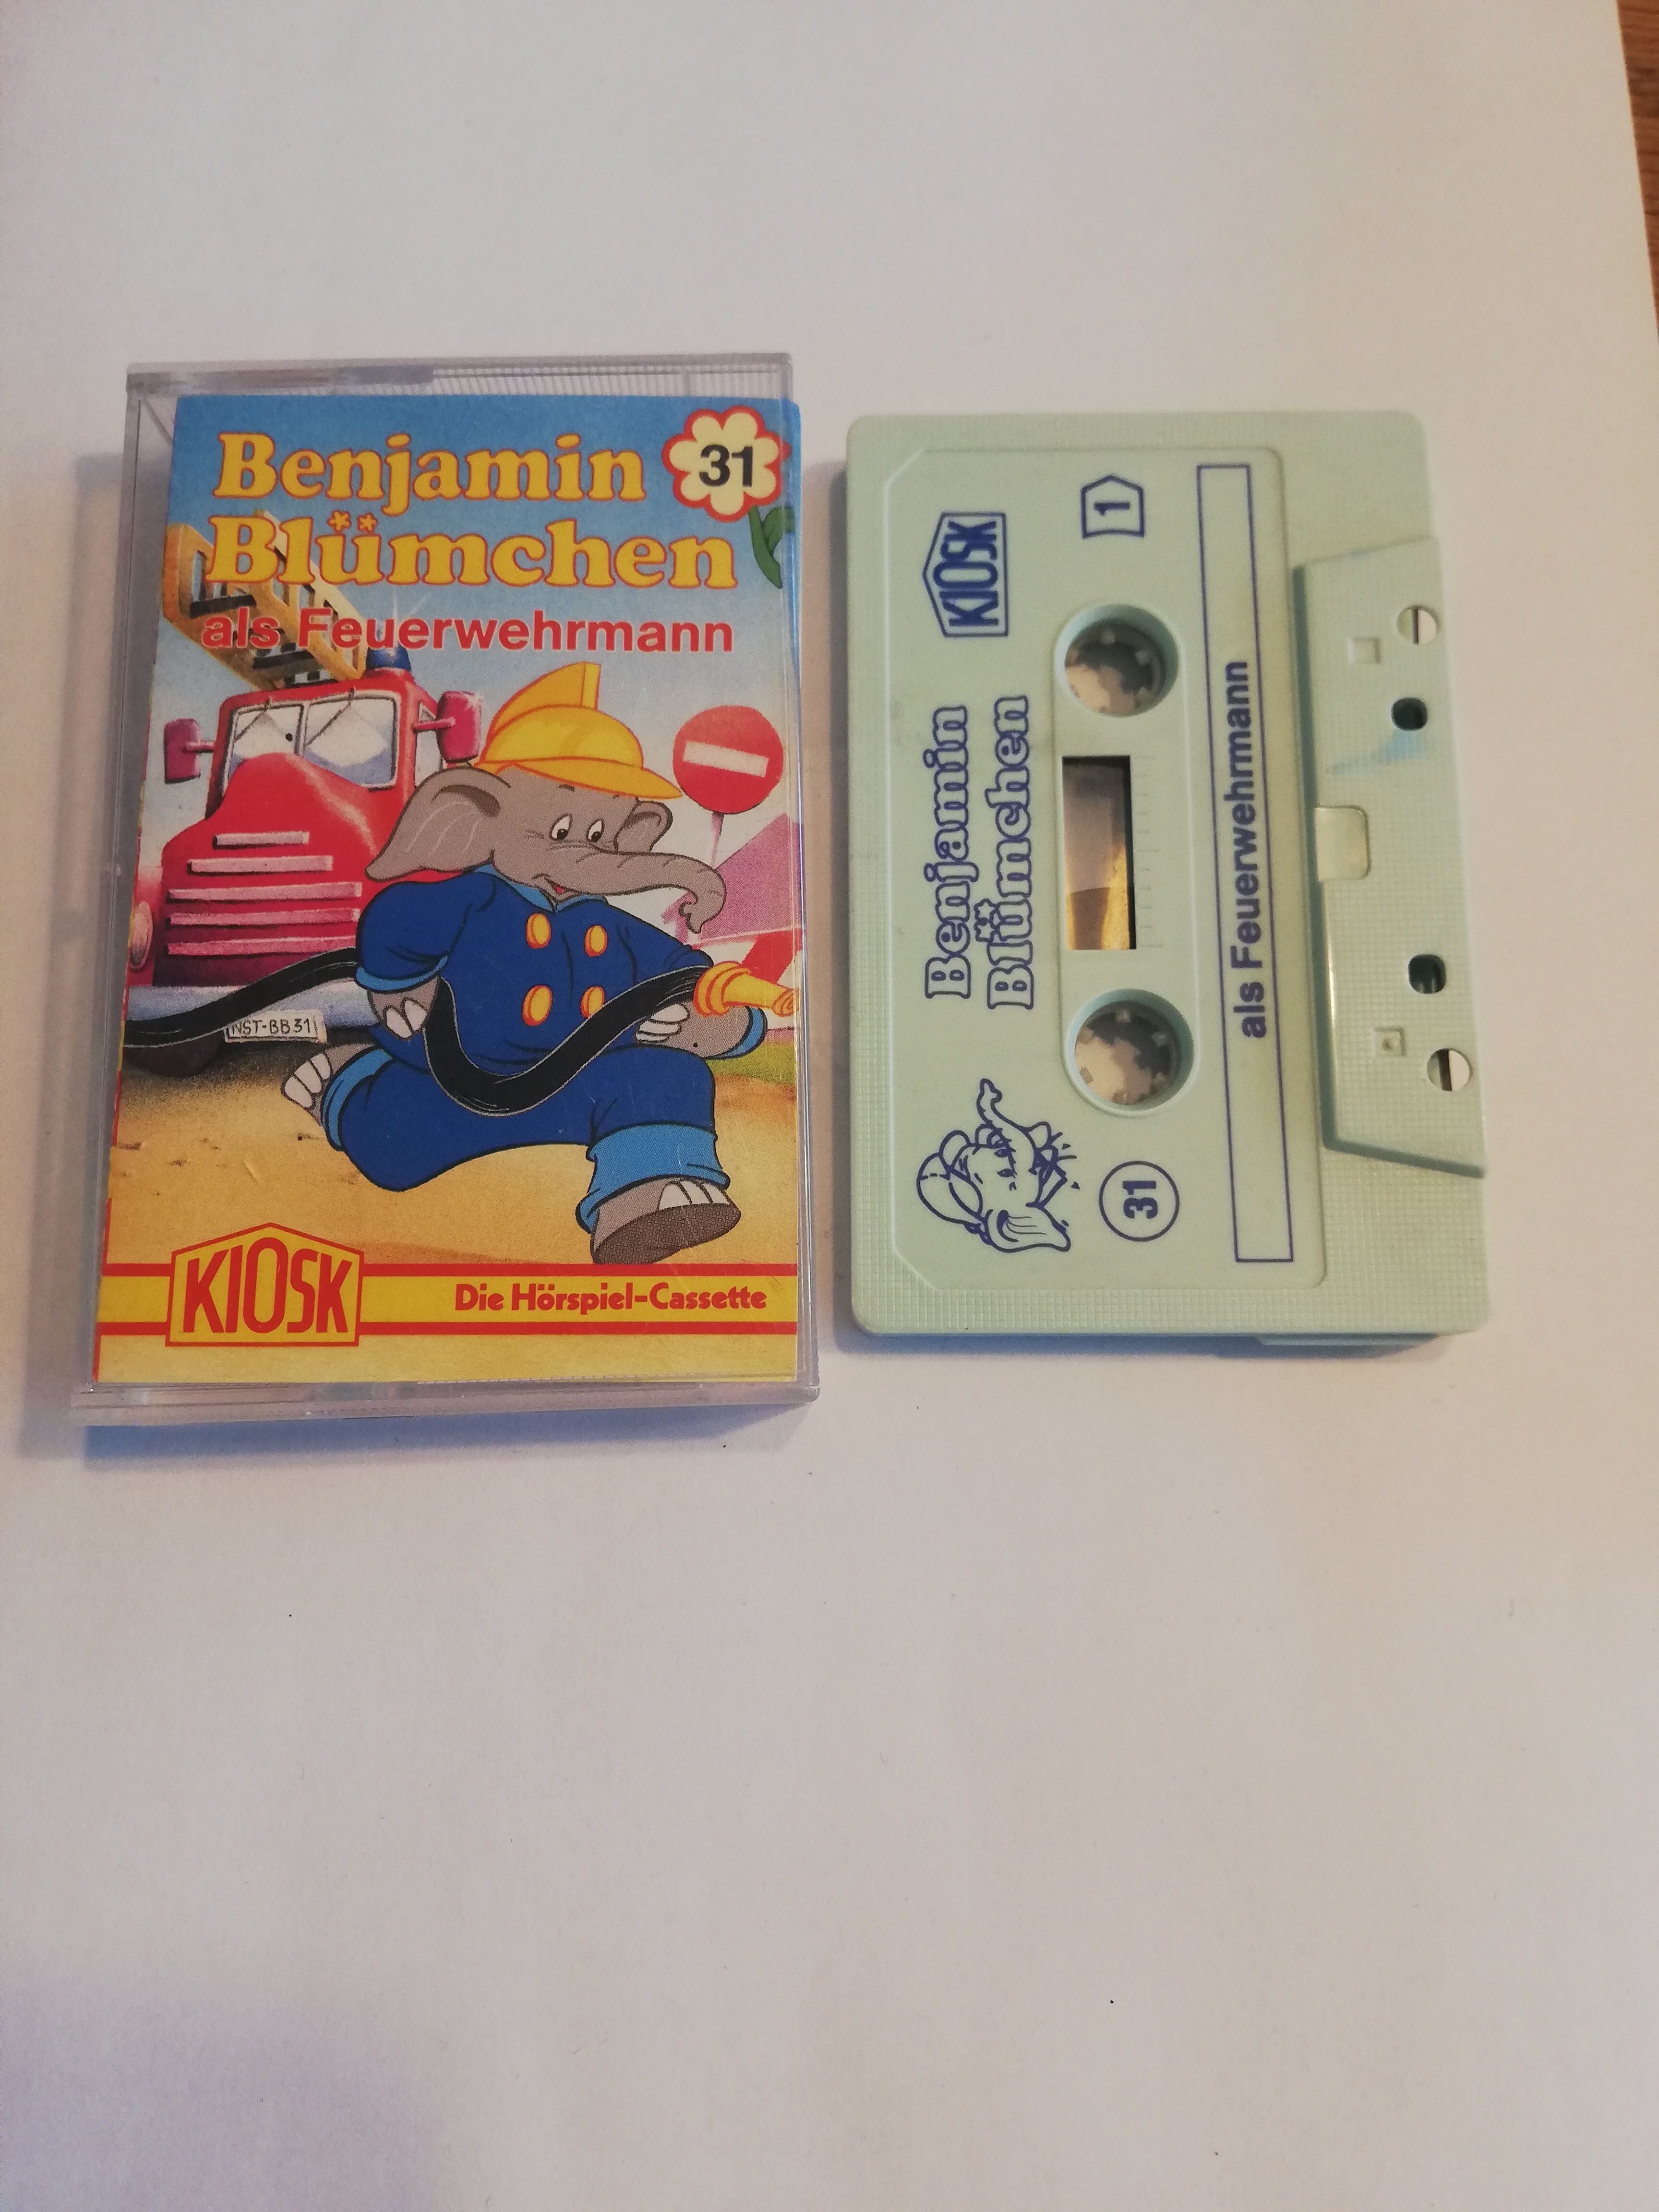 Benjamin
Blümchen
31
als Feuerwehrmann
NST-BB31
KIOSK
Die Hörspiel-Cassette
KIOSK
1
Benjamin
Blümchen
31
als Feuerwehrmann